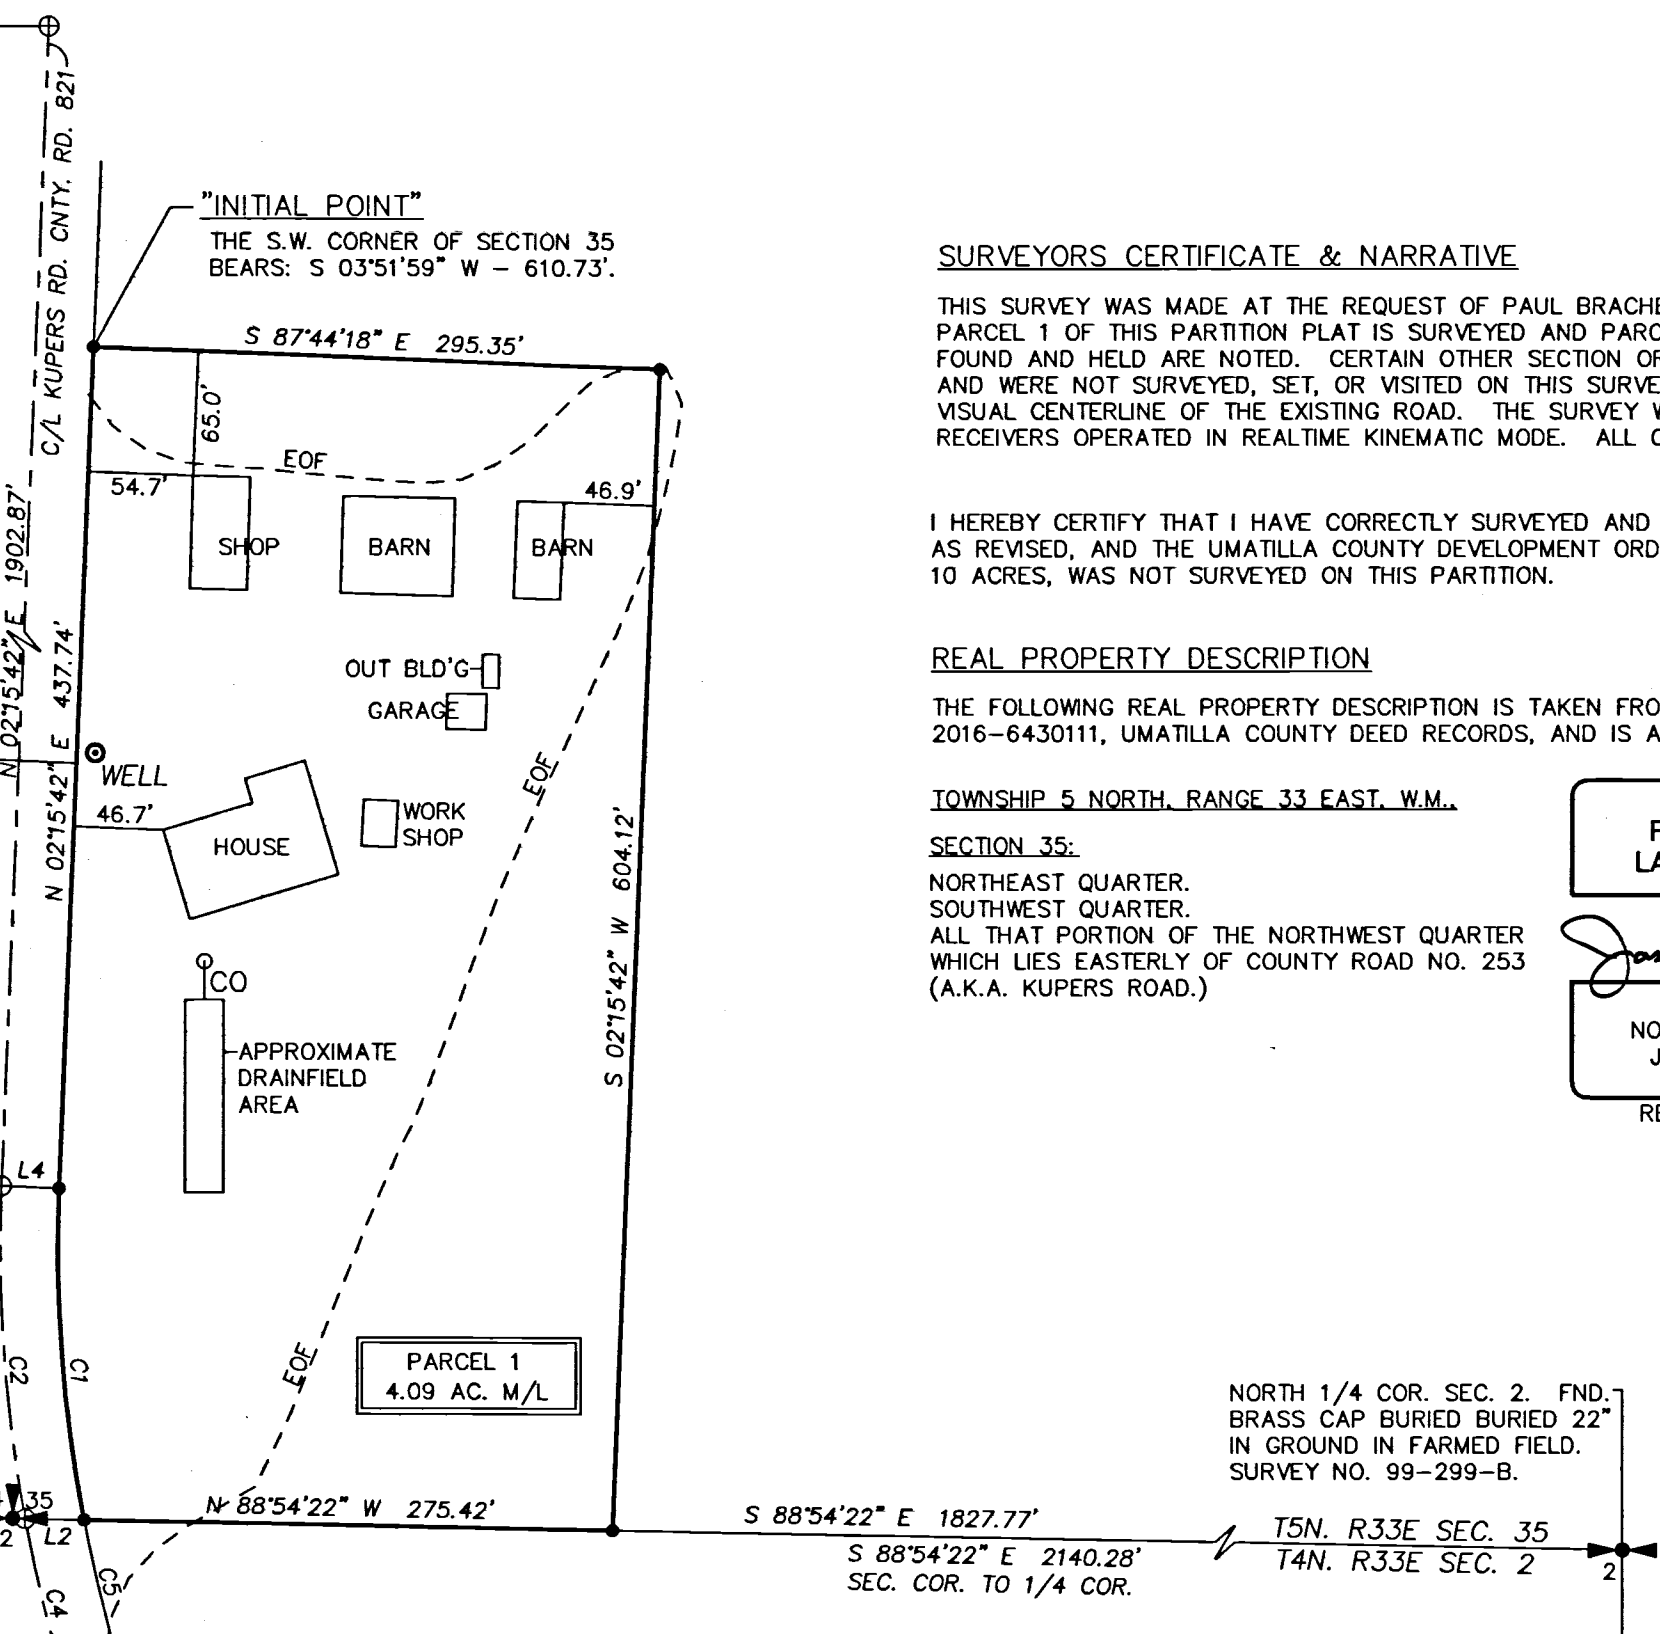 C/L KUPERS RD. CNTY. RD. 821
"INITIAL POINT"
THE S.W. CORNER OF SECTION 35
BEARS: S 03°51'59" W – 610.73'.
S 87°44'18" E 295.35'
65.0'
EOF
54.7'
46.9'
SHOP
BARN
BARN
N 02°15'42" E 1902.87'
N 02°15'42" E 437.74'
OUT BLD'G
GARAGE
WELL
46.7'
HOUSE
WORK
SHOP
EOF
S 02°15'42" W 604.12'
CO
APPROXIMATE
DRAINFIELD
AREA
L4
C2
C1
EOF
PARCEL 1
4.09 AC. M/L
35
2
L2
N 88°54'22" W 275.42'
C5
C4
S 88°54'22" E 1827.77'
S 88°54'22" E 2140.28'
SEC. COR. TO 1/4 COR.
T5N. R33E SEC. 35
T4N. R33E SEC. 2
2
NORTH 1/4 COR. SEC. 2. FND.
BRASS CAP BURIED BURIED 22"
IN GROUND IN FARMED FIELD.
SURVEY NO. 99–299–B.
SURVEYORS CERTIFICATE & NARRATIVE
THIS SURVEY WAS MADE AT THE REQUEST OF PAUL BRACHE
PARCEL 1 OF THIS PARTITION PLAT IS SURVEYED AND PARC
FOUND AND HELD ARE NOTED. CERTAIN OTHER SECTION OR
AND WERE NOT SURVEYED, SET, OR VISITED ON THIS SURVE
VISUAL CENTERLINE OF THE EXISTING ROAD. THE SURVEY W
RECEIVERS OPERATED IN REALTIME KINEMATIC MODE. ALL
I HEREBY CERTIFY THAT I HAVE CORRECTLY SURVEYED AND
AS REVISED, AND THE UMATILLA COUNTY DEVELOPMENT ORD
10 ACRES, WAS NOT SURVEYED ON THIS PARTITION.
REAL PROPERTY DESCRIPTION
THE FOLLOWING REAL PROPERTY DESCRIPTION IS TAKEN FRO
2016–6430111, UMATILLA COUNTY DEED RECORDS, AND IS A
TOWNSHIP 5 NORTH, RANGE 33 EAST, W.M.,
SECTION 35:
NORTHEAST QUARTER.
SOUTHWEST QUARTER.
ALL THAT PORTION OF THE NORTHWEST QUARTER
WHICH LIES EASTERLY OF COUNTY ROAD NO. 253
(A.K.A. KUPERS ROAD.)
LA
NO
J
RE